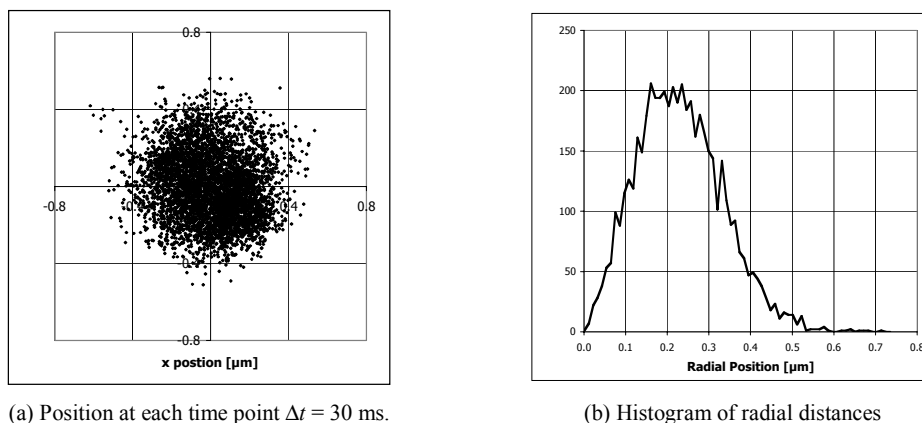 0.8
-0.8
-0.4
0.4
0.8
-0.8
x postion [μm]
(a) Position at each time point Δt = 30 ms.
250
200
150
100
50
0
0.0 0.1 0.2 0.3 0.4 0.5 0.6 0.7 0.8
Radial Position [μm]
(b) Histogram of radial distances